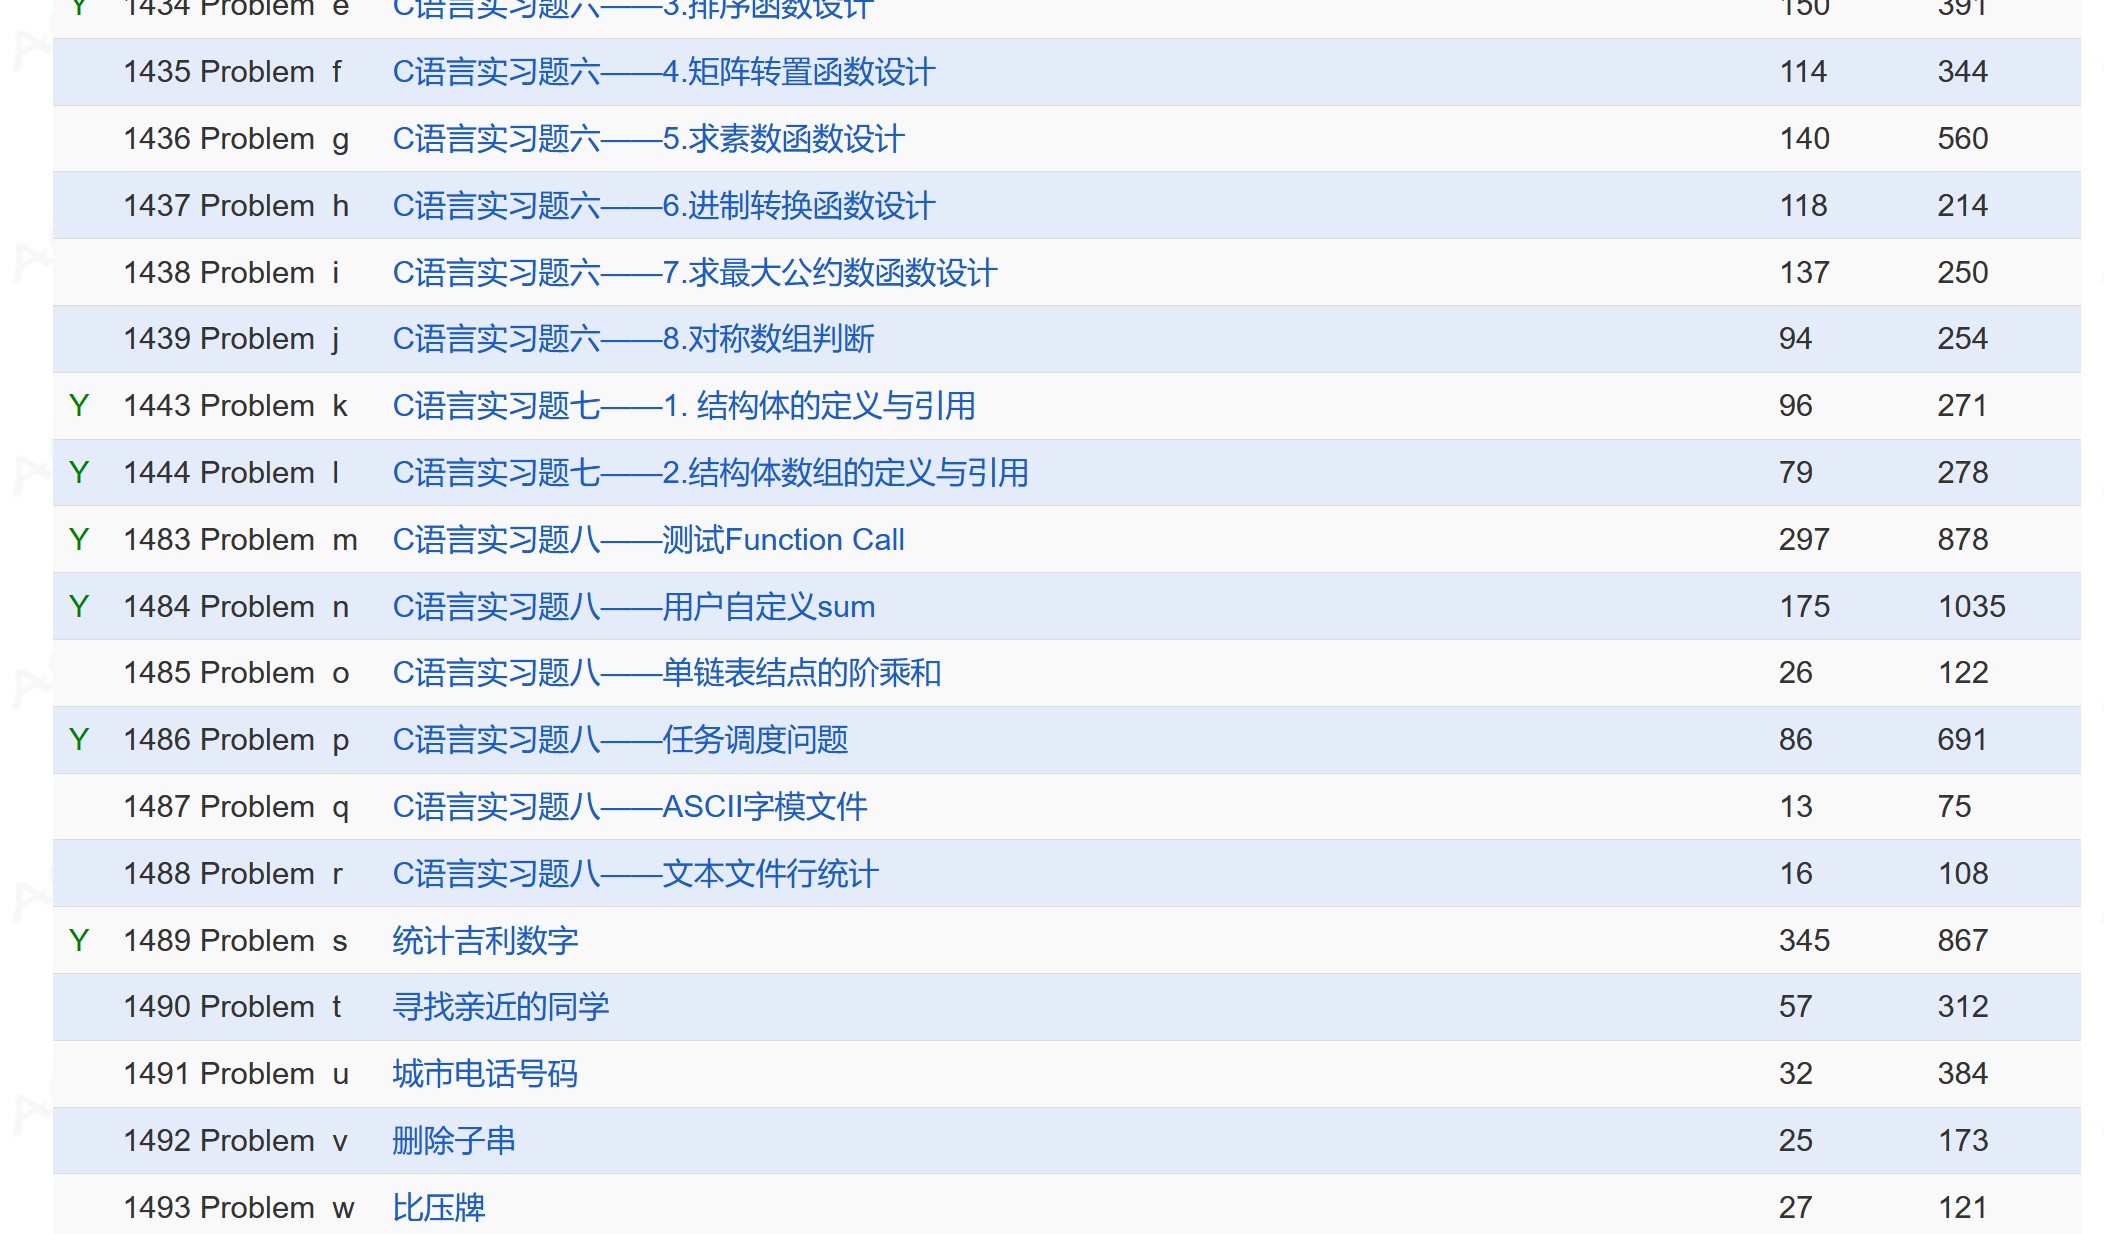 Y 1434 Problem e C语言实习题六——3.排序函数设计 150 391
1435 Problem f C语言实习题六——4.矩阵转置函数设计 114 344
1436 Problem g C语言实习题六——5.求素数函数设计 140 560
1437 Problem h C语言实习题六——6.进制转换函数设计 118 214
1438 Problem i C语言实习题六——7.求最大公约数函数设计 137 250
1439 Problem j C语言实习题六——8.对称数组判断 94 254
Y 1443 Problem k C语言实习题七——1. 结构体的定义与引用 96 271
Y 1444 Problem l C语言实习题七——2.结构体数组的定义与引用 79 278
Y 1483 Problem m C语言实习题八——测试Function Call 297 878
Y 1484 Problem n C语言实习题八——用户自定义sum 175 1035
1485 Problem o C语言实习题八——单链表结点的阶乘和 26 122
Y 1486 Problem p C语言实习题八——任务调度问题 86 691
1487 Problem q C语言实习题八——ASCII字模文件 13 75
1488 Problem r C语言实习题八——文本文件行统计 16 108
Y 1489 Problem s 统计吉利数字 345 867
1490 Problem t 寻找亲近的同学 57 312
1491 Problem u 城市电话号码 32 384
1492 Problem v 删除子串 25 173
1493 Problem w 比压牌 27 121